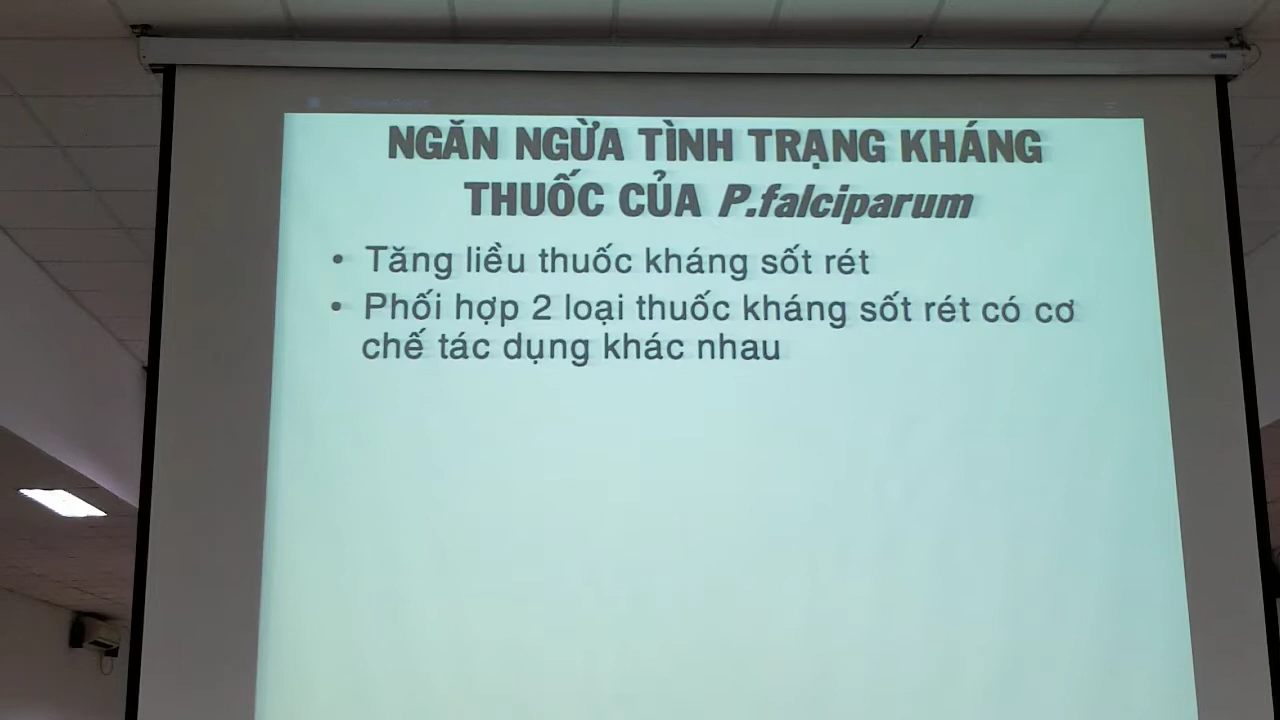 NGĂN NGỪA TÌNH TRẠNG KHÁNG
THUỐC CỦA P.falciparum
• Tăng liều thuốc kháng sốt rét
• Phối hợp 2 loại thuốc kháng sốt rét có cơ
chế tác dụng khác nhau